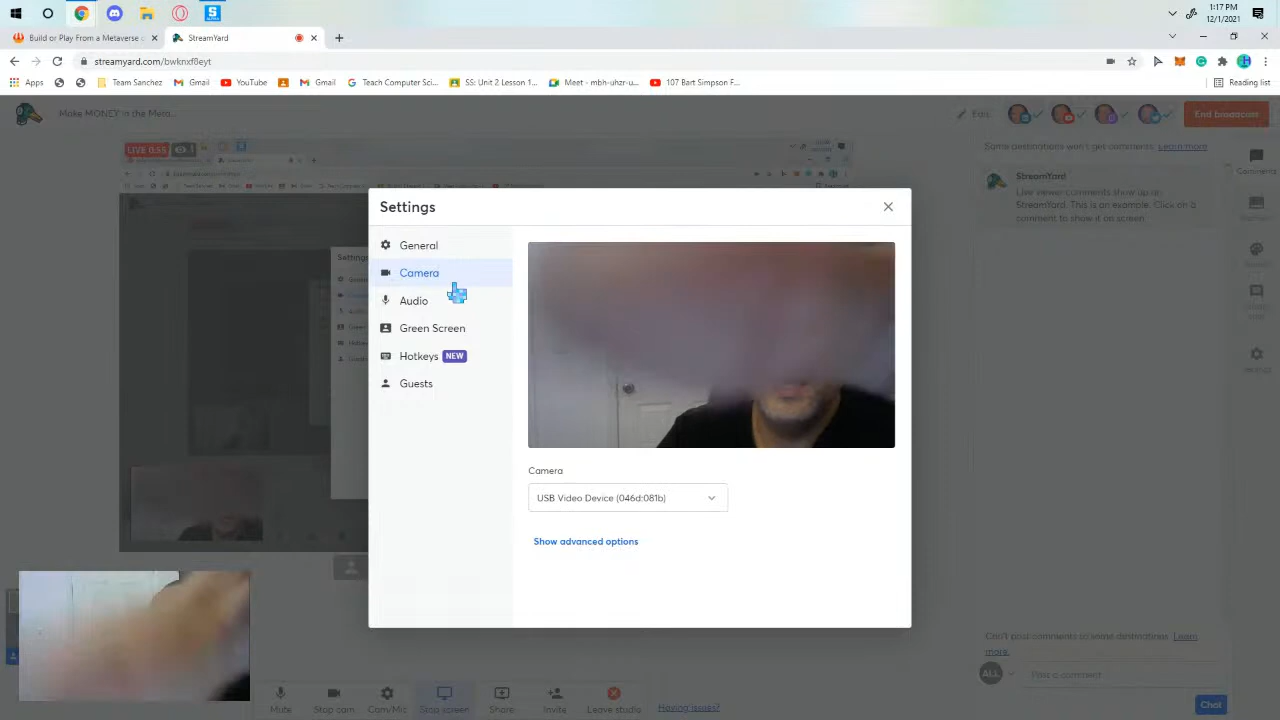 1:17 PM
12/1/2021
Build or Play From a Metaverse
StreamYard
streamyard.com/bwknxf8eyt
Apps
Team Sanchez
Gmail
YouTube
Gmail
Teach Computer Sci...
SS: Unit 2 Lesson 1...
Meet - mbh-uhzr-u...
107 Bart Simpson F...
Reading list
Make MONEY in the Meta...
Edit
End broadcast
LIVE 0:55
Some destinations won't get comments. Learn more
StreamYard
Live viewer comments show up on
StreamYard. This is an example. Click on a
comment to show it on screen
Comments
Settings
General
Camera
Audio
Green Screen
Hotkeys NEW
Guests
Camera
USB Video Device (046d:081b)
Show advanced options
Can't post comments to some destinations. Learn
more.
ALL
Post a comment
Chat
Mute
Stop cam
Cam/Mic
Stop screen
Share
Invite
Leave studio
Having issues?